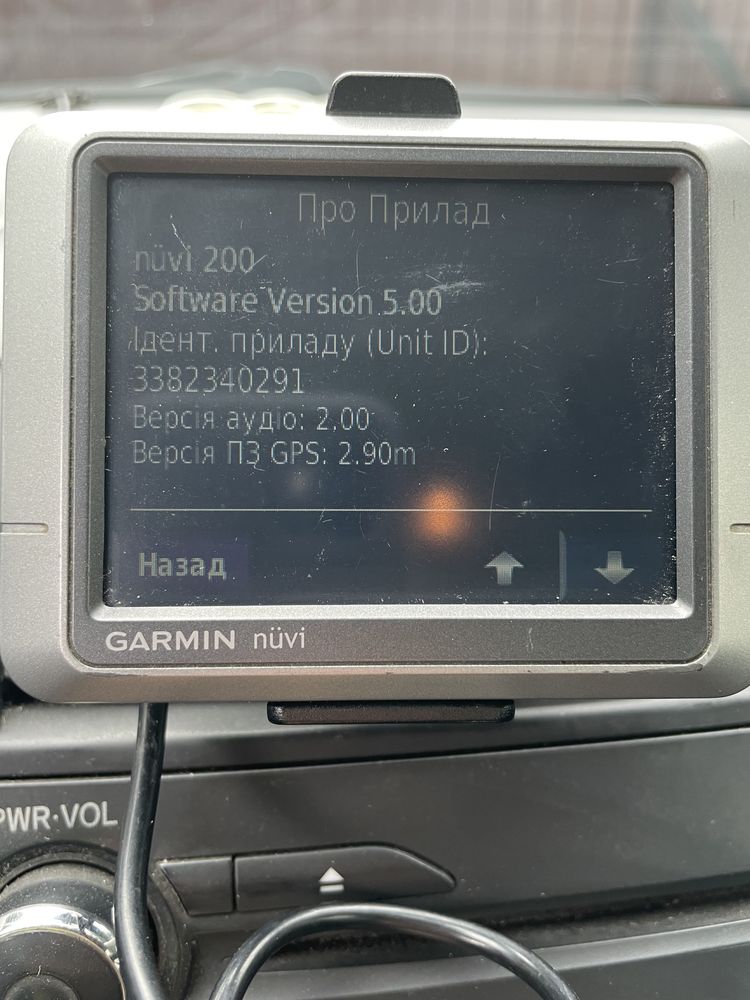 Про Прилад
nüvi 200
Software Version 5.00
Ідент. приладу (Unit ID):
3382340291
Версія аудіо: 2.00
Версія ПЗ GPS: 2.90m
Назад
GARMIN nüvi
PWR·VOL